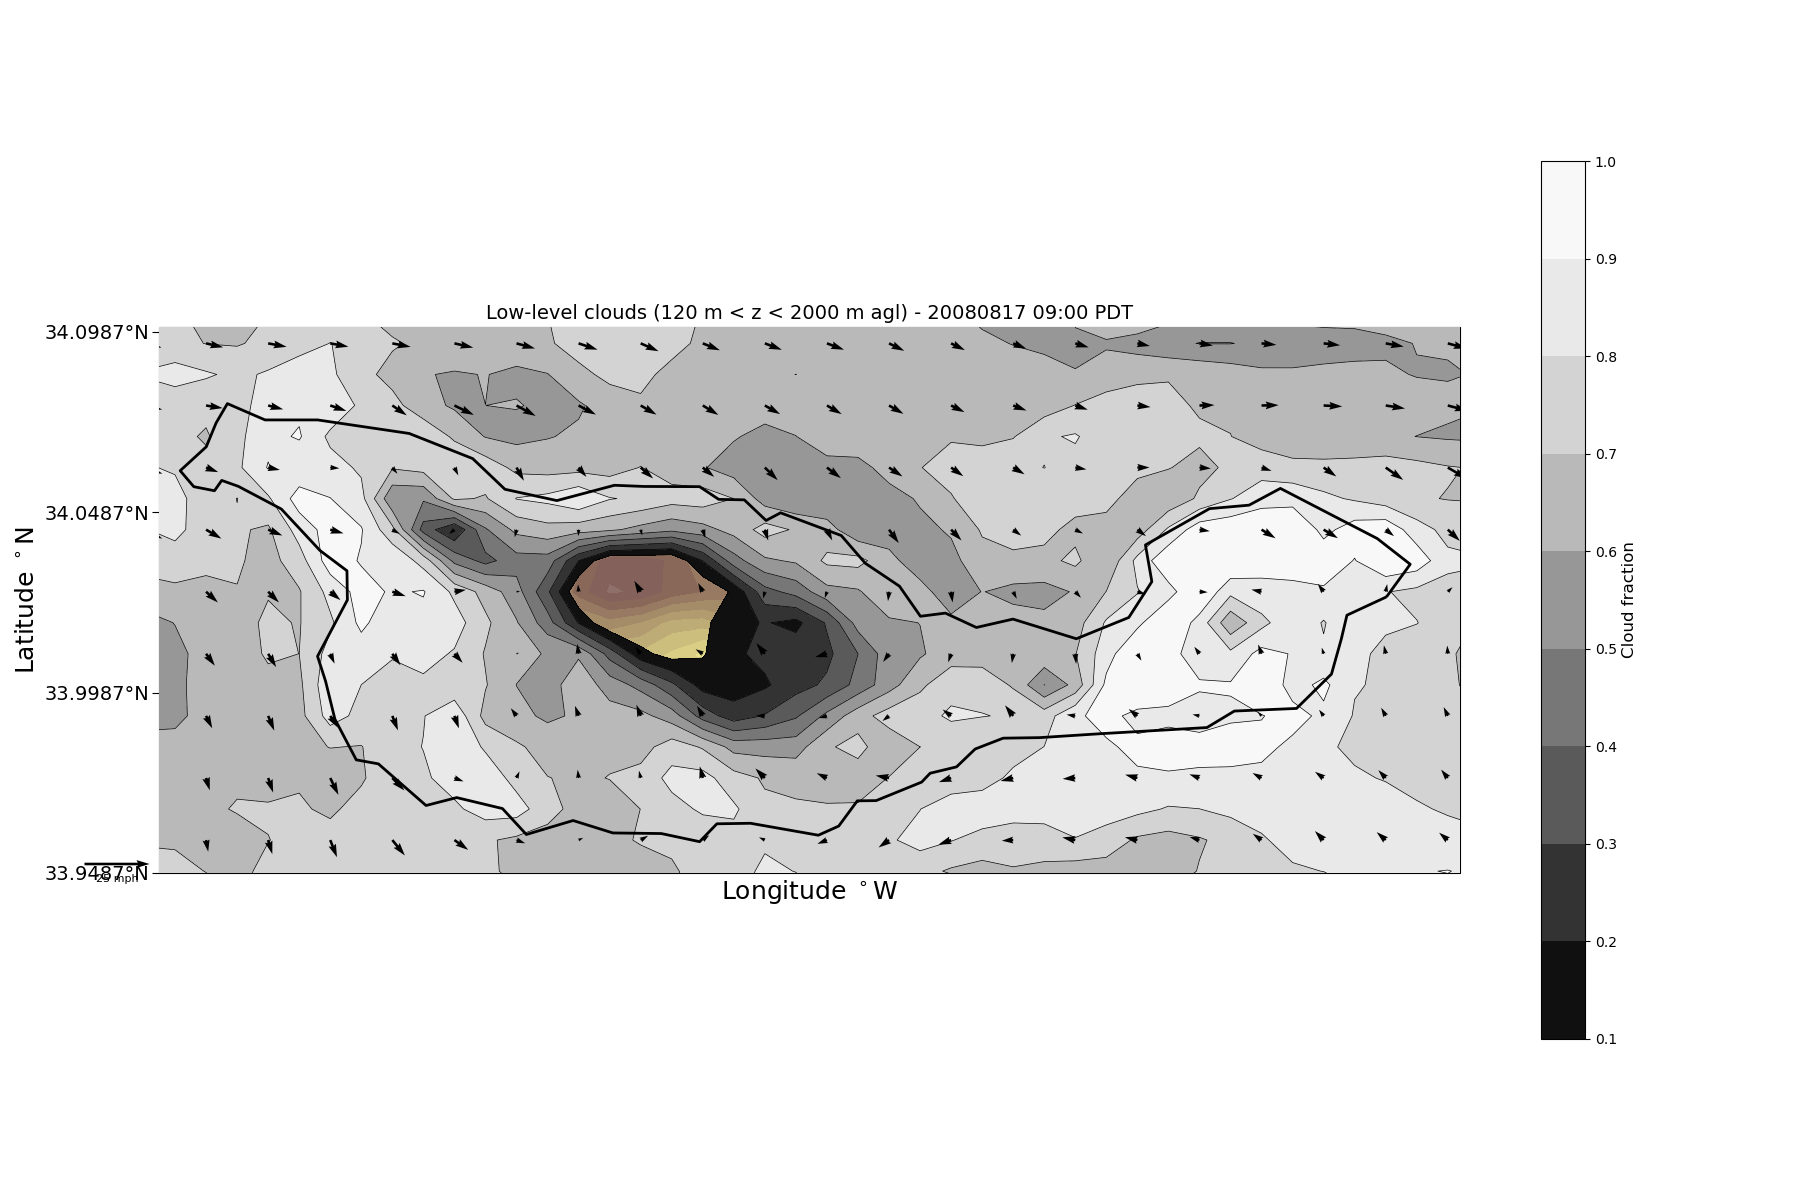 Low-level clouds (120 m < z < 2000 m agl) - 20080817 09:00 PDT
34.0987°N
34.0487°N
33.9987°N
33.9487°N
Latitude °N
25 mph
Longitude °W
1.0
0.9
0.8
0.7
0.6
0.5
0.4
0.3
0.2
0.1
Cloud fraction